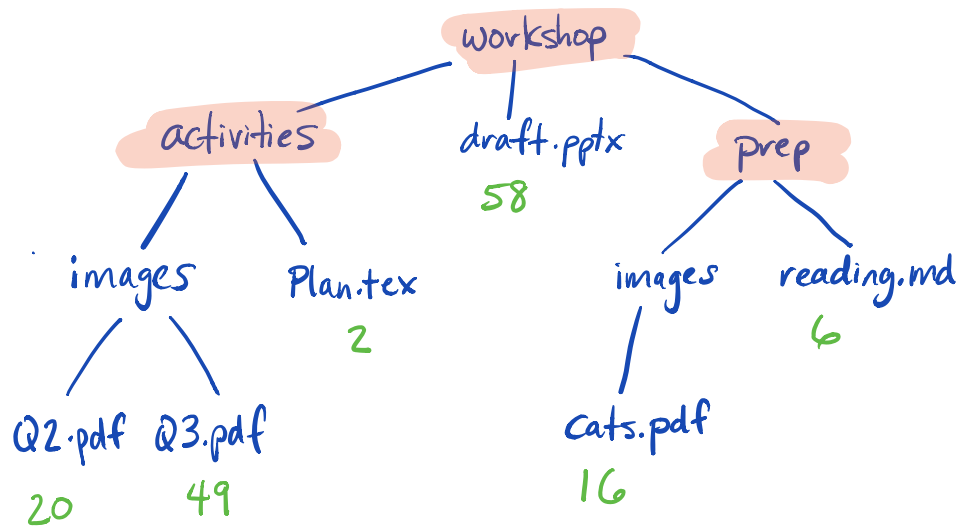 workshop
activities
draft.pptx
prep
58
images
Plan.tex
images
reading.md
2
6
Q2.pdf
Q3.pdf
Cats.pdf
20
49
16